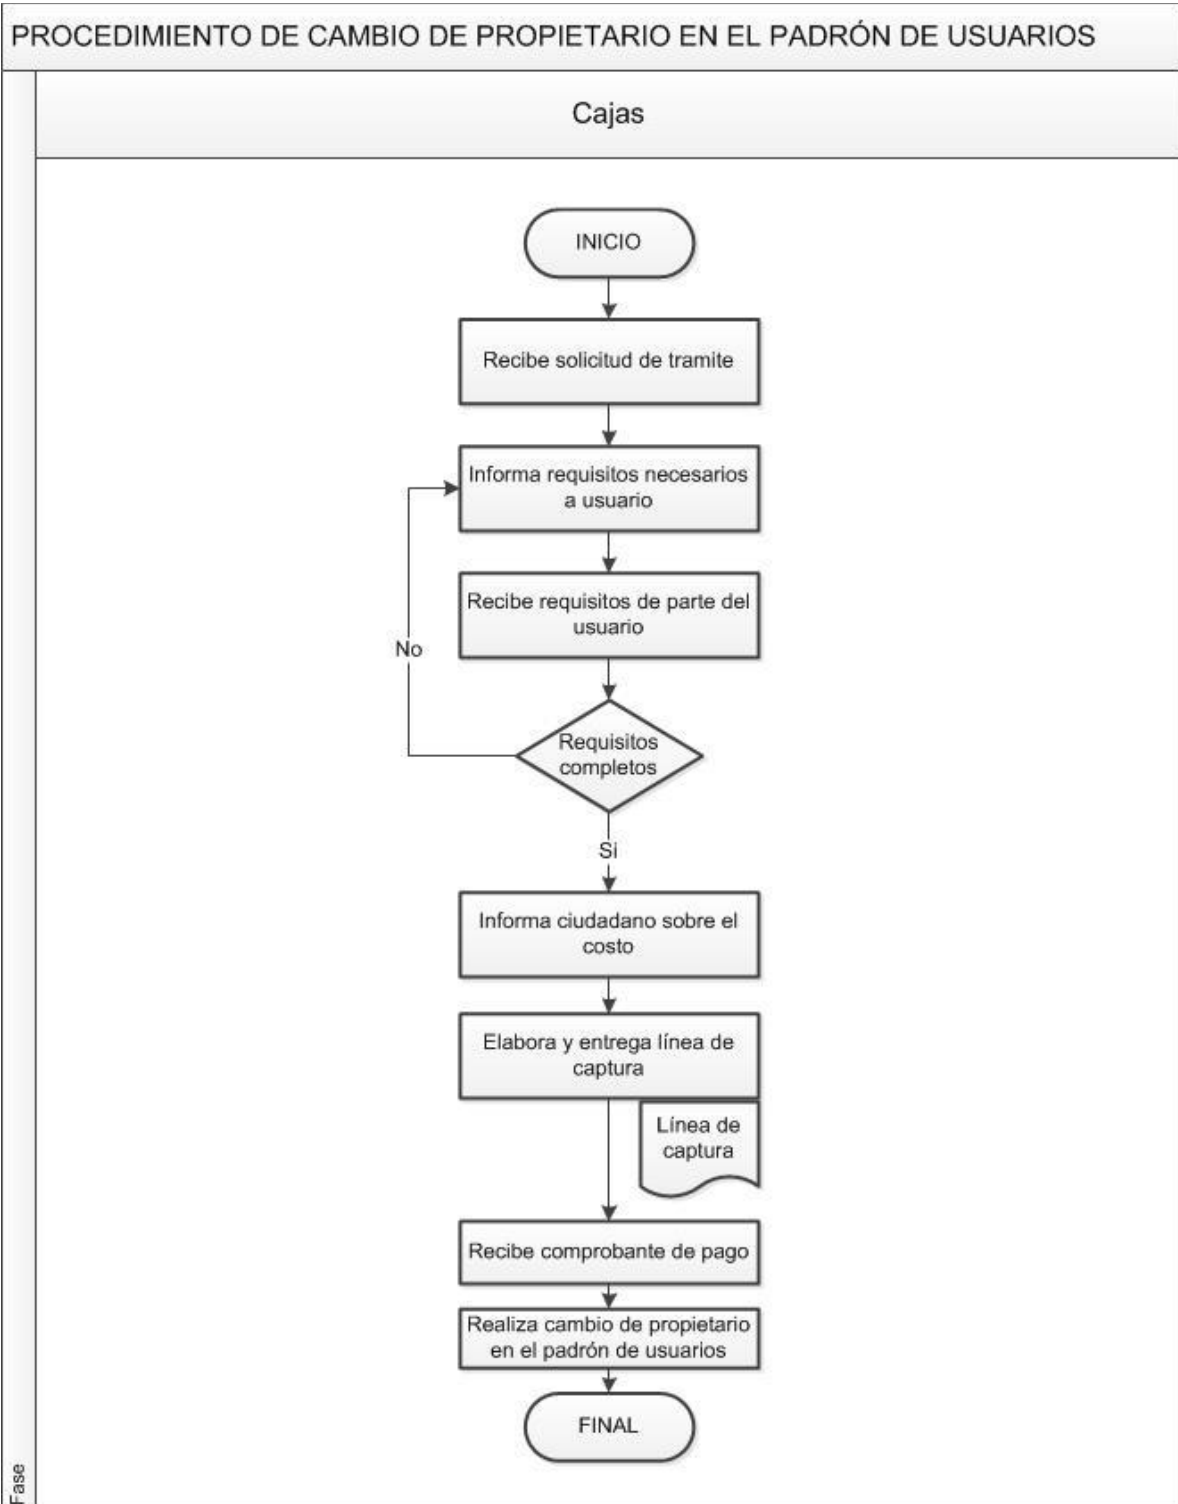 PROCEDIMIENTO DE CAMBIO DE PROPIETARIO EN EL PADRÓN DE USUARIOS
Cajas
INICIO
Recibe solicitud de tramite
Informa requisitos necesarios
a usuario
Recibe requisitos de parte del
usuario
No
Requisitos
completos
Si
Informa ciudadano sobre el
costo
Elabora y entrega línea de
captura
Línea de
captura
Recibe comprobante de pago
Realiza cambio de propietario
en el padrón de usuarios
FINAL
Fase